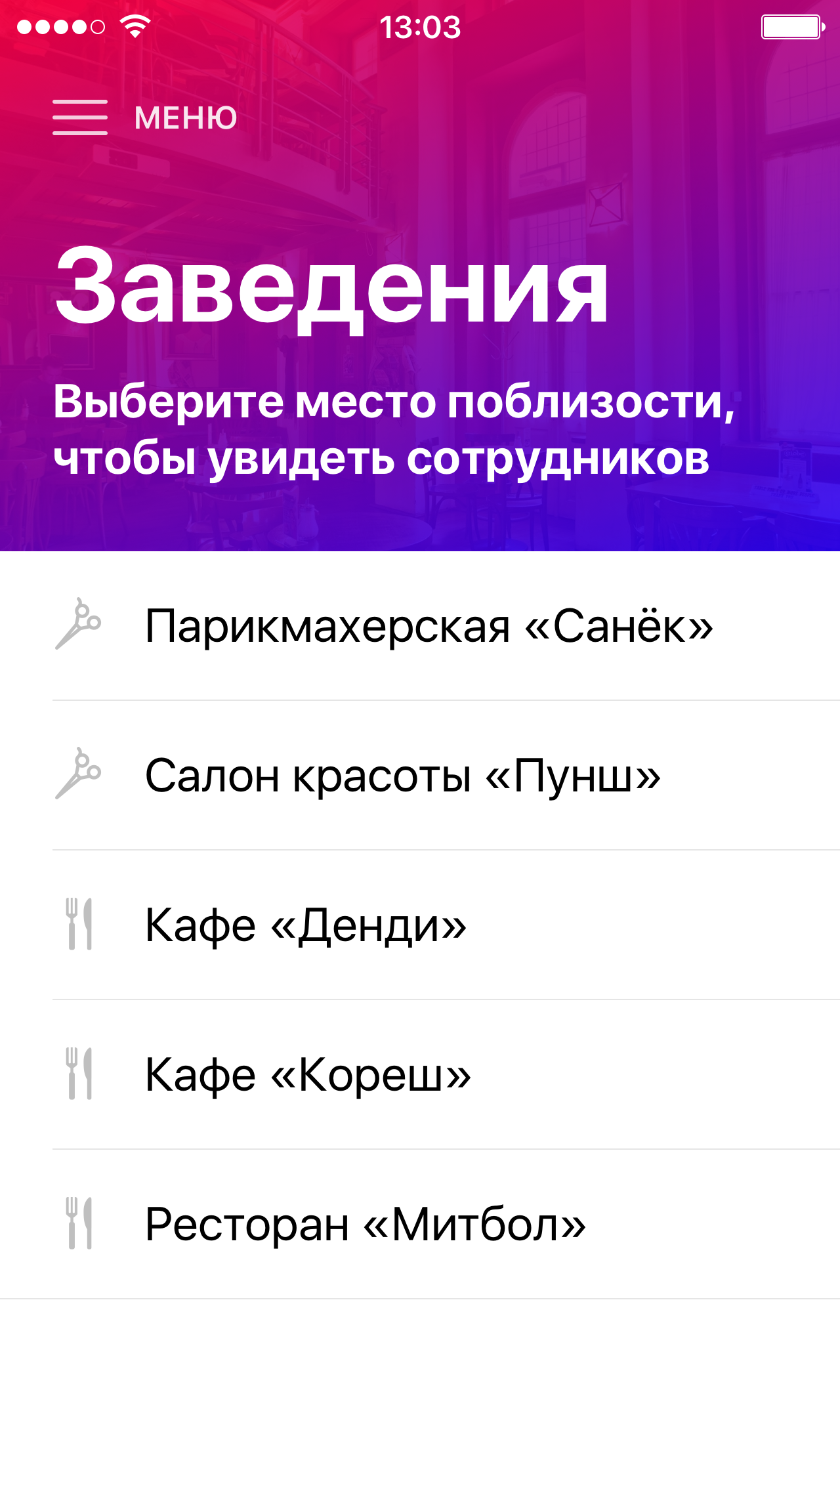 13:03
МЕНЮ
Заведения
Выберите место поблизости,
чтобы увидеть сотрудников
Парикмахерская «Санёк»
Салон красоты «Пунш»
Кафе «Денди»
Кафе «Кореш»
Ресторан «Митбол»